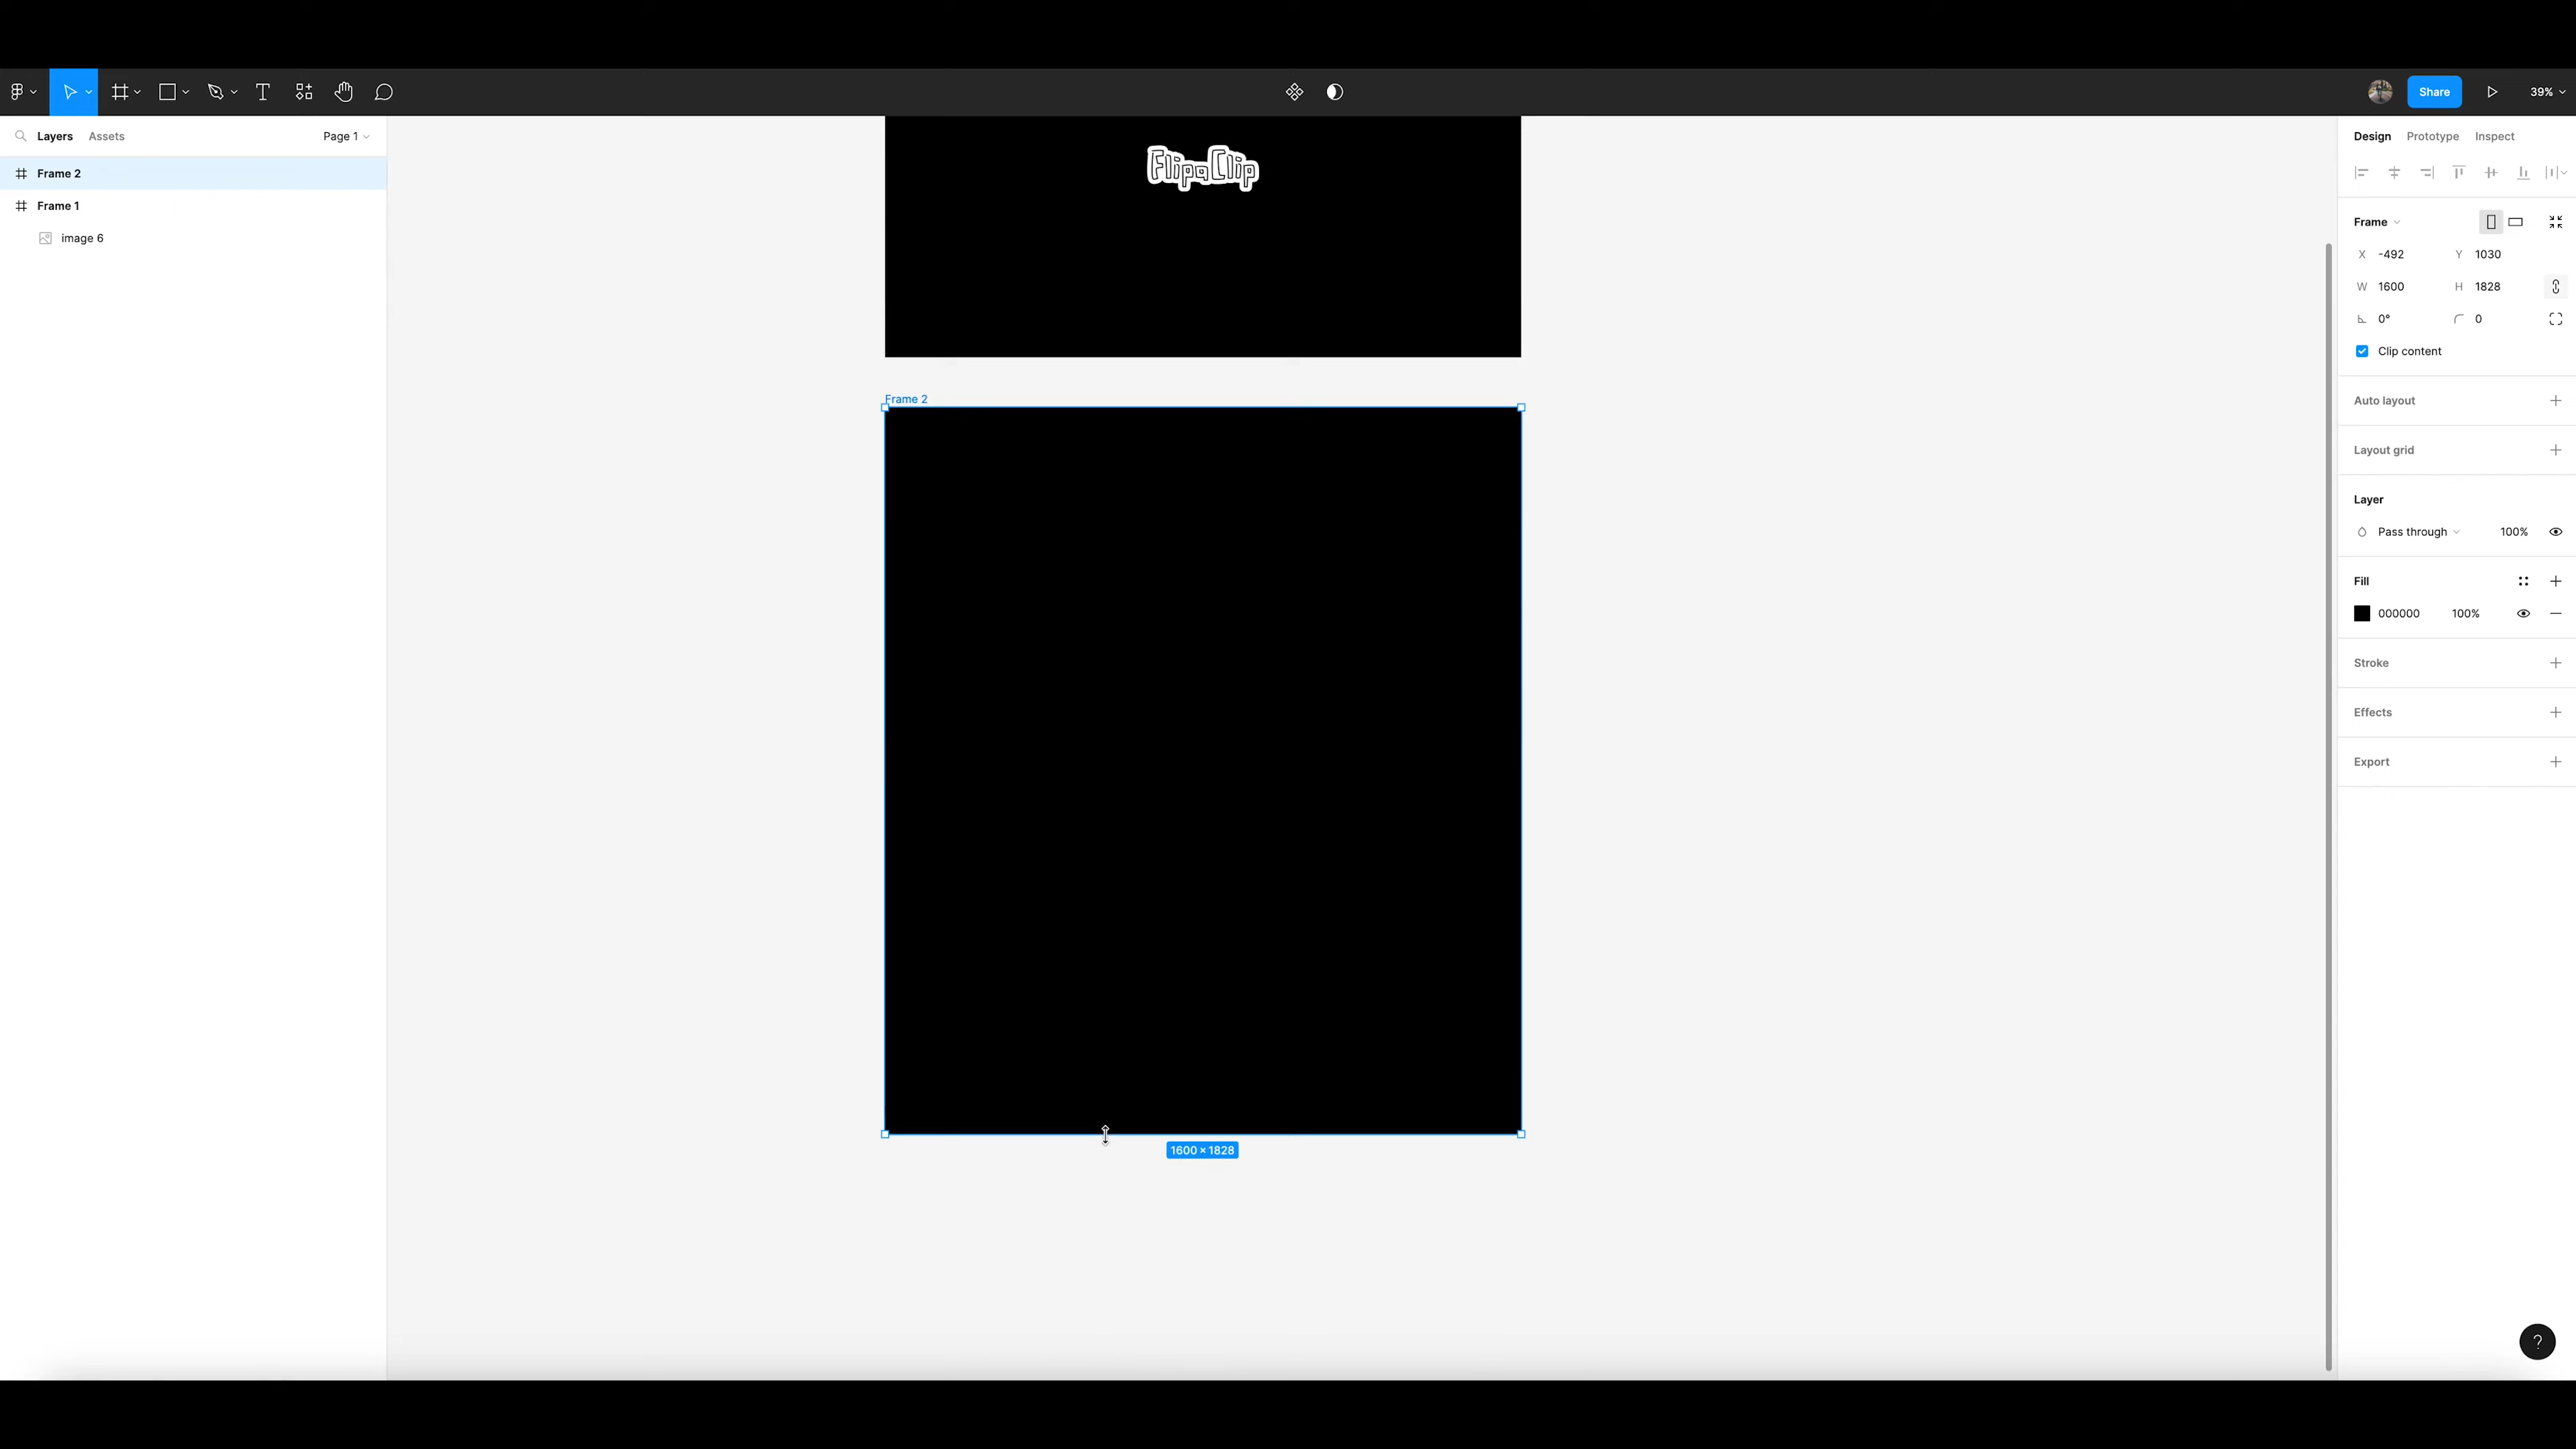 Share
39%
Layers
Assets
Page 1
Design
Prototype
Inspect
Frame 2
Frame 1
image 6
FlipaClip
Frame 2
1600 × 1828
Frame
X -492
Y 1030
W 1600
H 1828
0°
0
Clip content
Auto layout
Layout grid
Layer
Pass through
100%
Fill
000000
100%
Stroke
Effects
Export
?